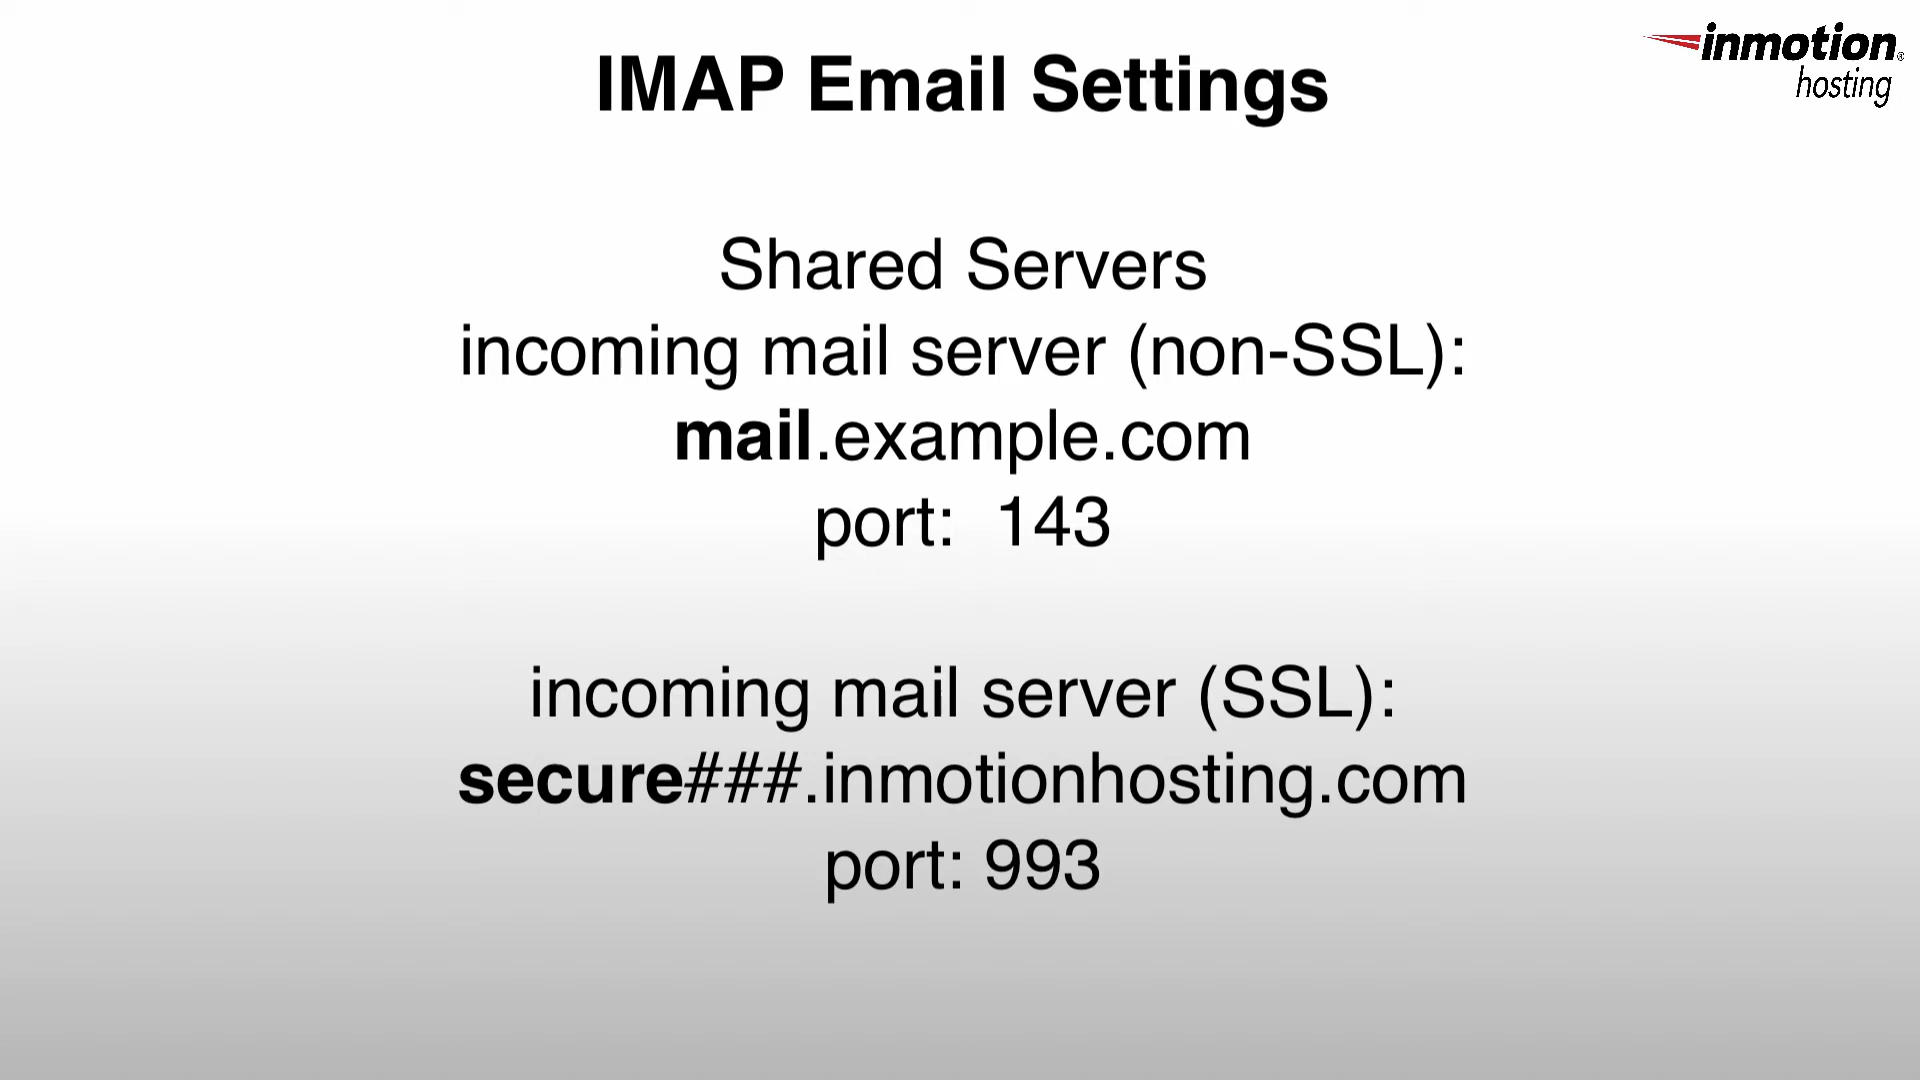 inmotion®
hosting
IMAP Email Settings
Shared Servers
incoming mail server (non-SSL):
mail.example.com
port: 143
incoming mail server (SSL):
secure###.inmotionhosting.com
port: 993